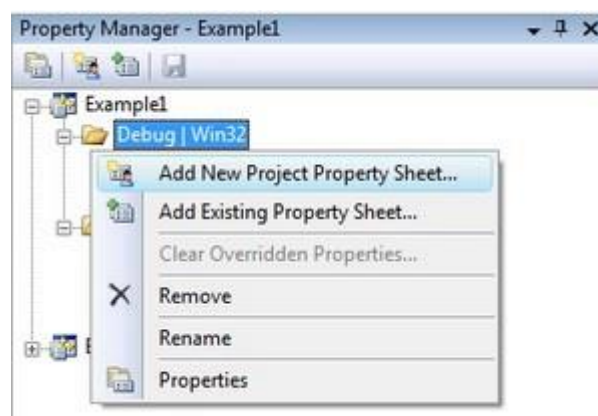 Property Manager - Example1
Example1
Debug | Win32
Add New Project Property Sheet...
Add Existing Property Sheet...
Clear Overridden Properties...
Remove
Rename
Properties